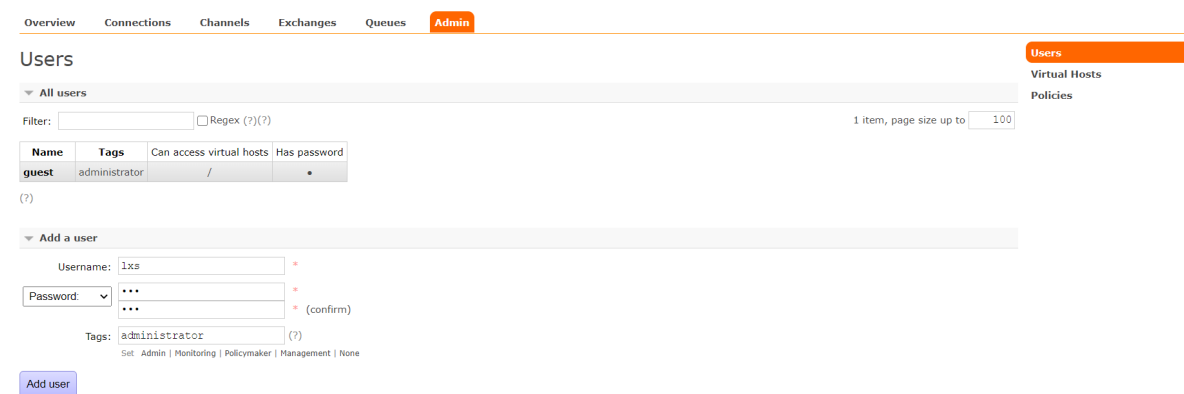 Overview Connections Channels Exchanges Queues Admin
Users
All users
Filter: Regex (?)(?) 1 item, page size up to 100
Name Tags Can access virtual hosts Has password
guest administrator / •
(?)
Add a user
Username: lxs *
Password: ••• *
••• * (confirm)
Tags: administrator (?)
Set Admin | Monitoring | Policymaker | Management | None
Add user
Users
Virtual Hosts
Policies